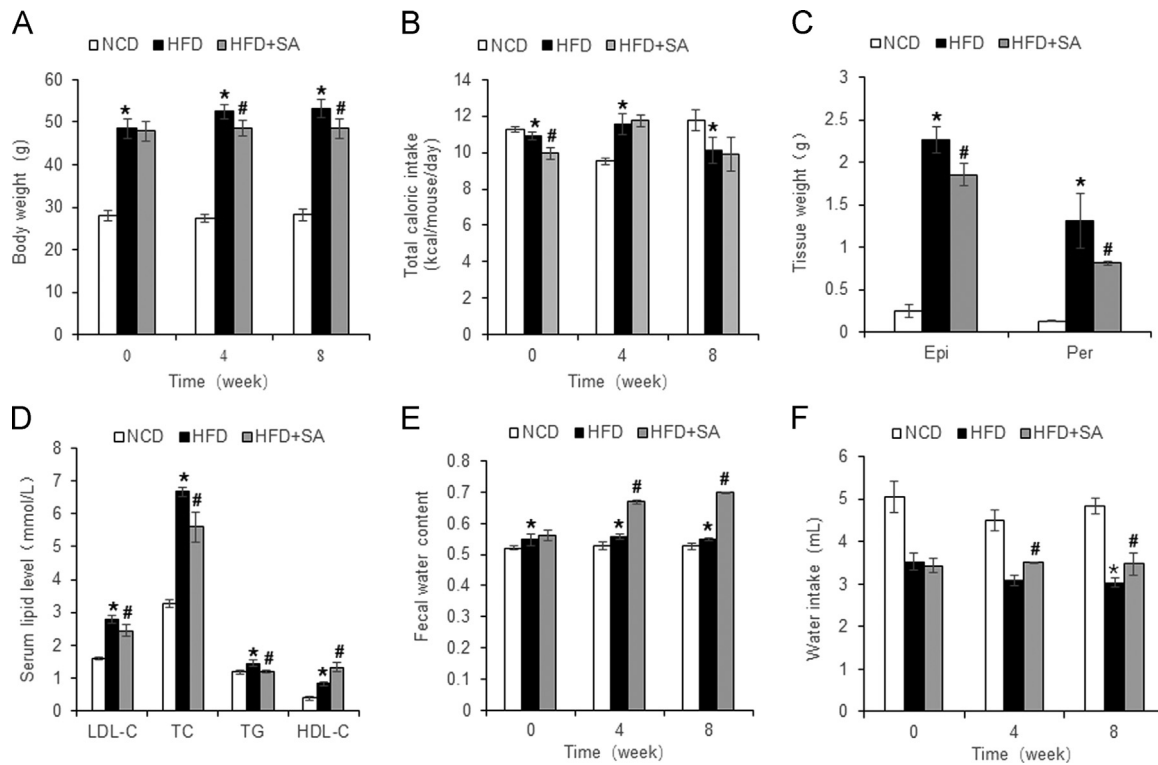 A
NCD HFD HFD+SA
Body weight (g)
60
50
40
30
20
10
0
* * # * #
0 4 8
Time (week)
B
NCD HFD HFD+SA
Total caloric intake
(kcal/mouse/day)
14
12
10
8
6
4
2
0
* # * *
0 4 8
Time (week)
C
NCD HFD HFD+SA
Tissue weight (g)
3
2.5
2
1.5
1
0.5
0
* # * #
Epi Per
D
NCD HFD HFD+SA
Serum lipid level (mmol/L)
8
7
6
5
4
3
2
1
0
* # * # * # * #
LDL-C TC TG HDL-C
E
NCD HFD HFD+SA
Fecal water content
0.8
0.7
0.6
0.5
0.4
0.3
0.2
0.1
0.0
* * # * #
0 4 8
Time (week)
F
NCD HFD HFD+SA
Water intake (mL)
6
5
4
3
2
1
0
# * #
0 4 8
Time (week)